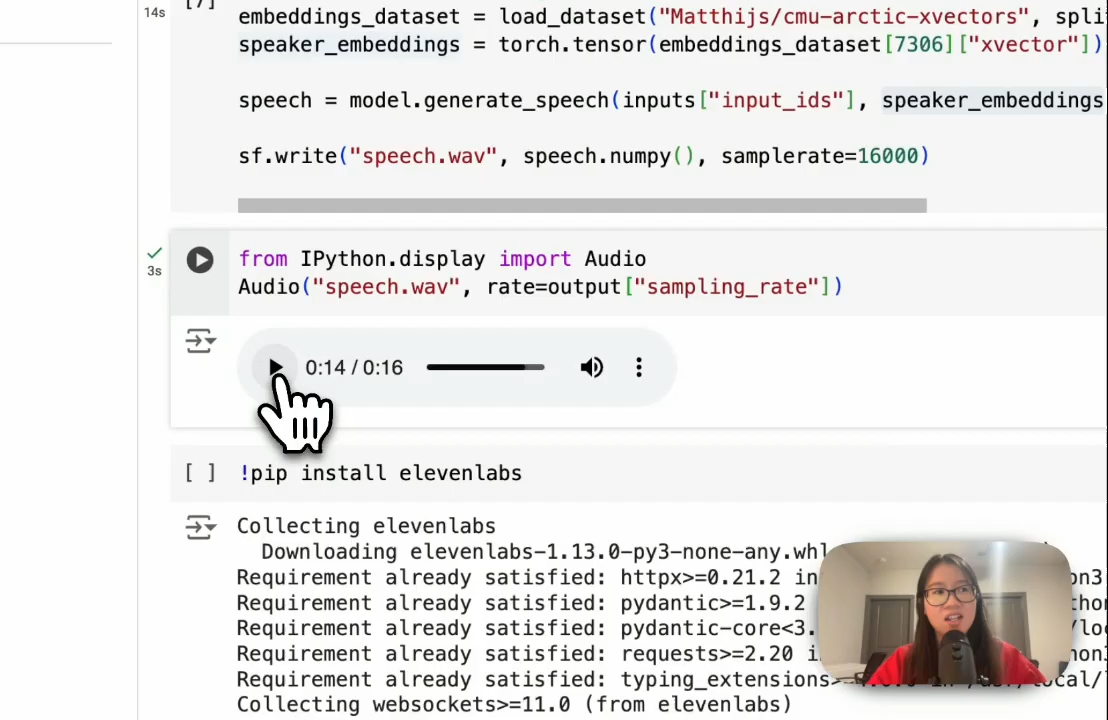 [7]
14s
embeddings_dataset = load_dataset("Matthijs/cmu-arctic-xvectors",
speaker_embeddings = torch.tensor(embeddings_dataset[7306]["xvector"])
speech = model.generate_speech(inputs["input_ids"], speaker_embeddings
sf.write("speech.wav", speech.numpy(), samplerate=16000)
3s
from IPython.display import Audio
Audio("speech.wav", rate=output["sampling_rate"])
0:14 / 0:16
[ ] !pip install elevenlabs
Collecting elevenlabs
Downloading elevenlabs-1.13.0-py3-none-any.whl
Requirement already satisfied: httpx>=0.21.2
Requirement already satisfied: pydantic>=1.9.2
Requirement already satisfied: pydantic-core<3.
Requirement already satisfied: requests>=2.20
Requirement already satisfied: typing_extensions>
Collecting websockets>=11.0 (from elevenlabs)